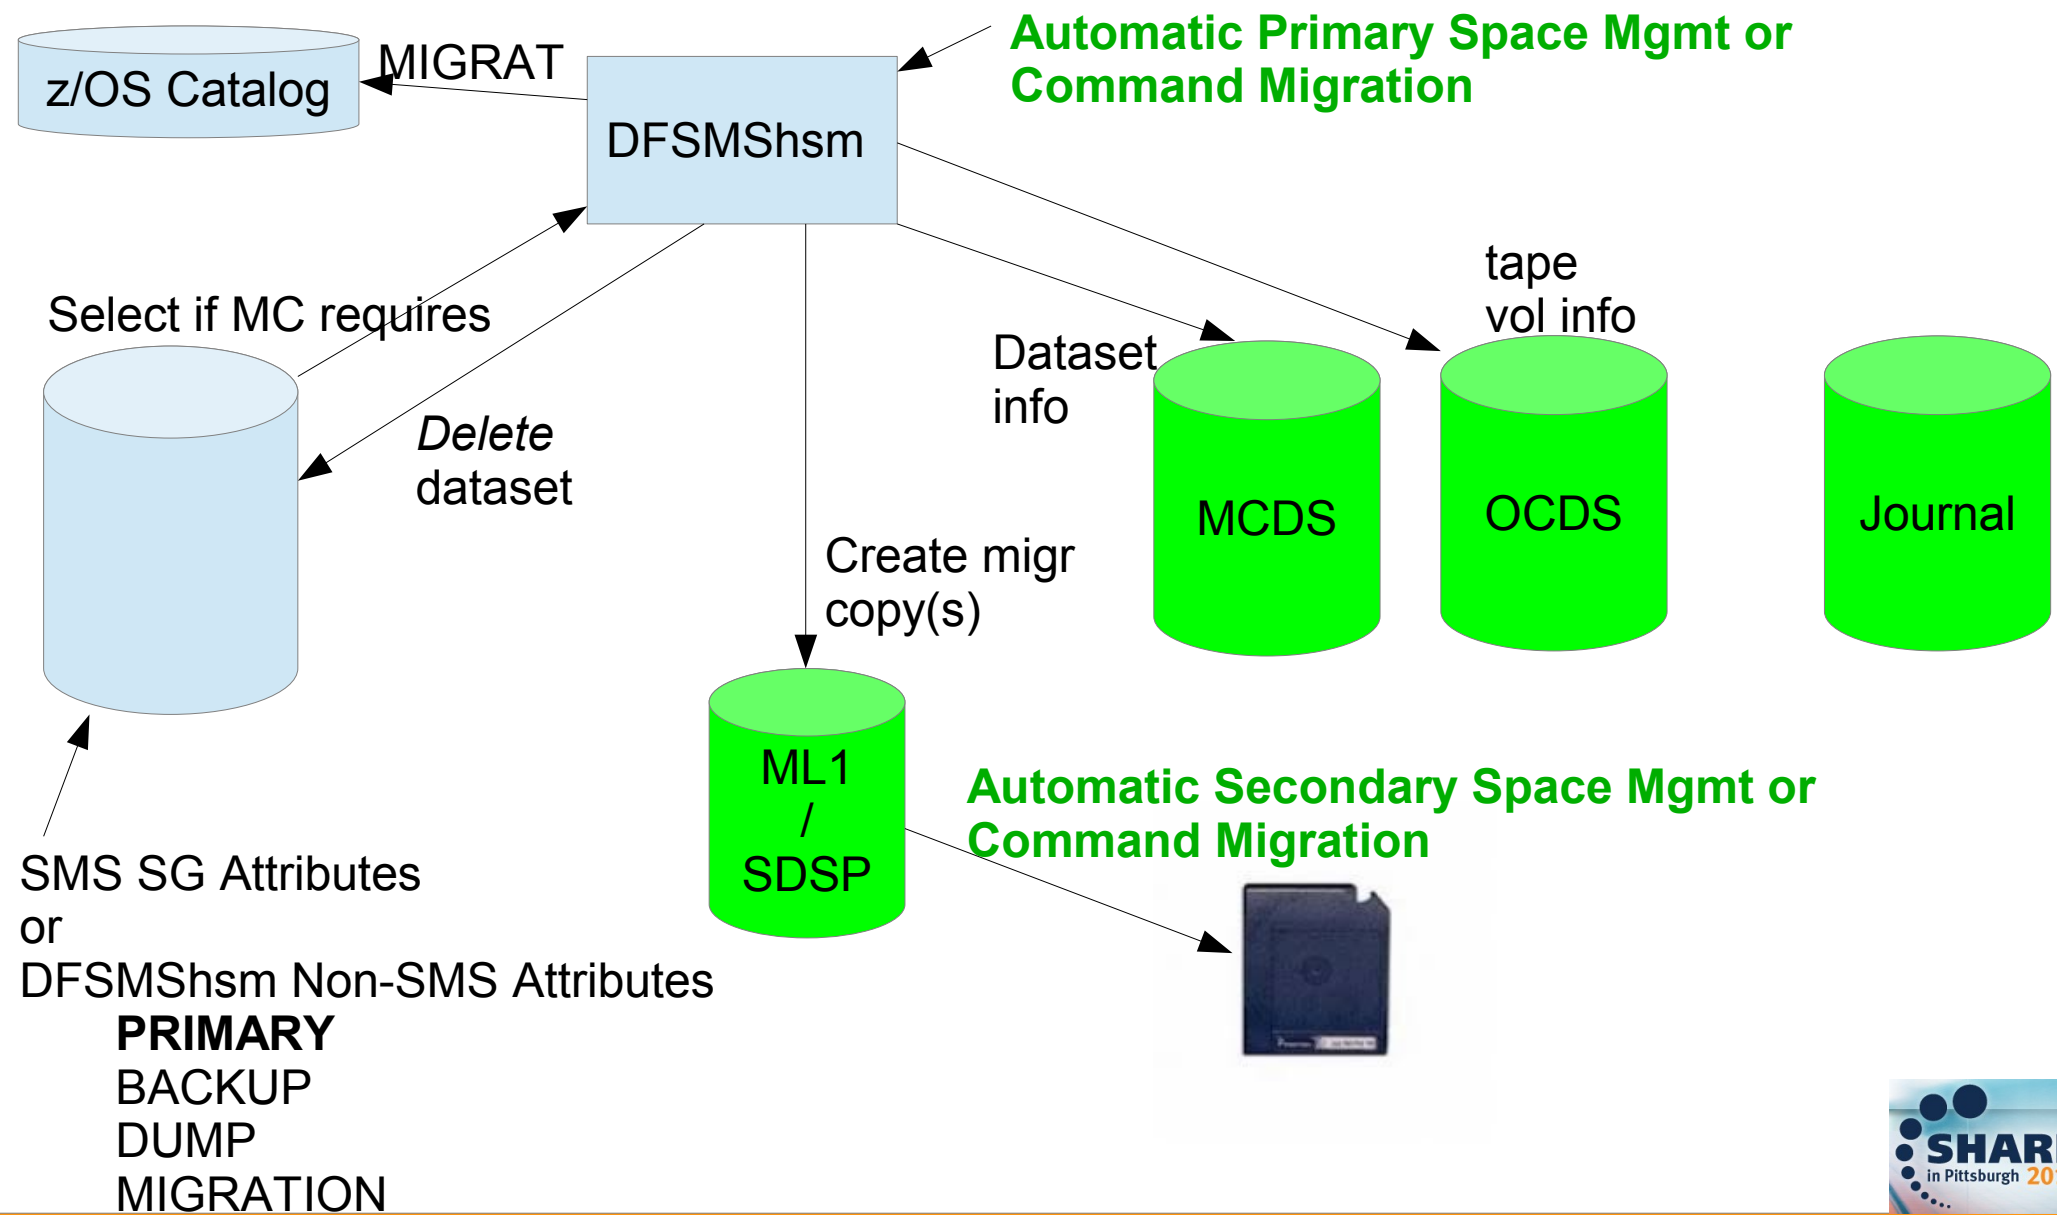 Automatic Primary Space Mgmt or
Command Migration
z/OS Catalog
MIGRAT
DFSMShsm
Select if MC requires
Delete
dataset
tape
vol info
Dataset
info
MCDS
OCDS
Journal
Create migr
copy(s)
ML1
/
SDSP
Automatic Secondary Space Mgmt or
Command Migration
SMS SG Attributes
or
DFSMShsm Non-SMS Attributes
PRIMARY
BACKUP
DUMP
MIGRATION
in Pittsburgh